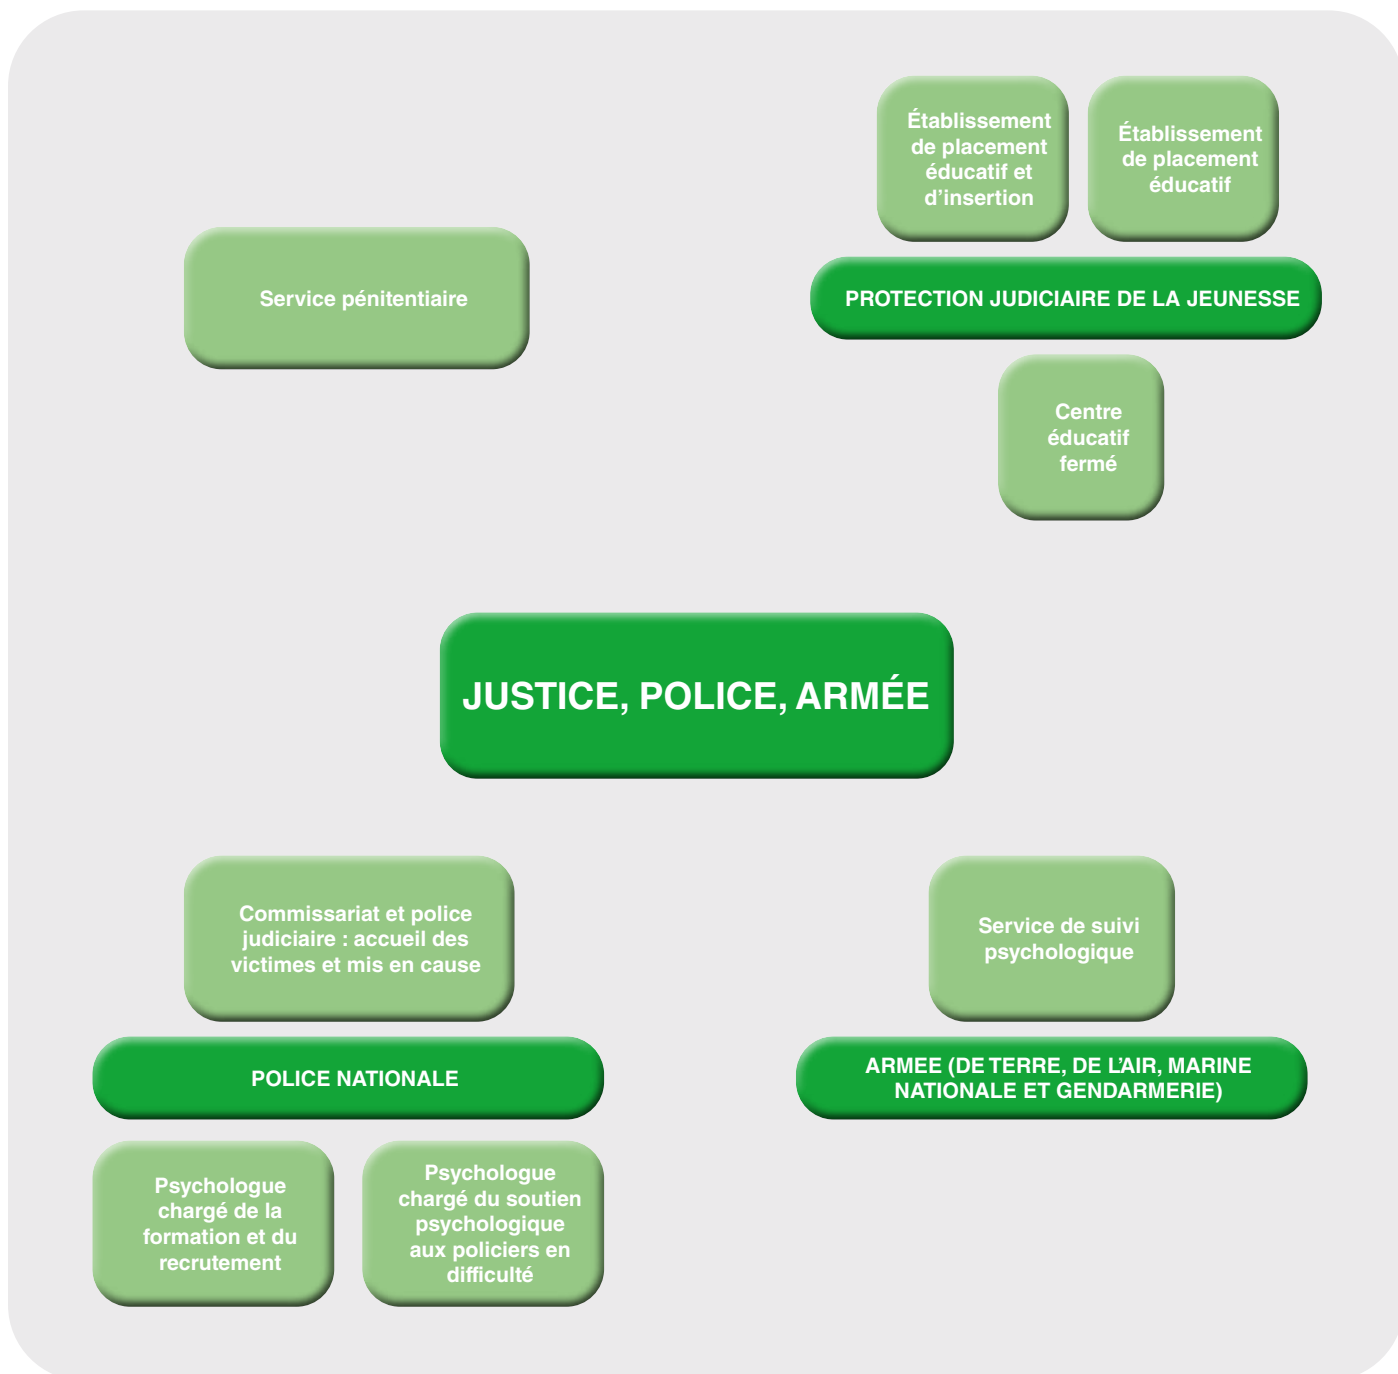 Établissement
de placement
éducatif et
d’insertion
Établissement
de placement
éducatif
Service pénitentiaire
PROTECTION JUDICIAIRE DE LA JEUNESSE
Centre
éducatif
fermé
JUSTICE, POLICE, ARMÉE
Commissariat et police
judiciaire : accueil des
victimes et mis en cause
Service de suivi
psychologique
POLICE NATIONALE
ARMEE (DE TERRE, DE L’AIR, MARINE
NATIONALE ET GENDARMERIE)
Psychologue
chargé de la
formation et du
recrutement
Psychologue
chargé du soutien
psychologique
aux policiers en
difficulté